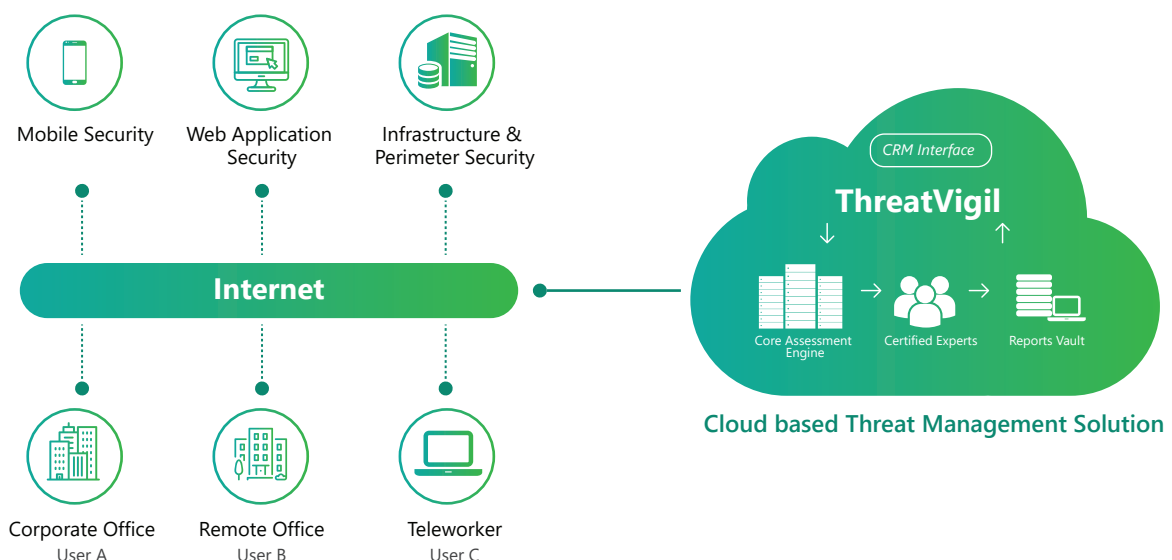 Mobile Security
Web Application
Security
Infrastructure &
Perimeter Security
CRM Interface
ThreatVigil
Internet
Core Assessment
Engine
Certified Experts
Reports Vault
Cloud based Threat Management Solution
Corporate Office
User A
Remote Office
User B
Teleworker
User C